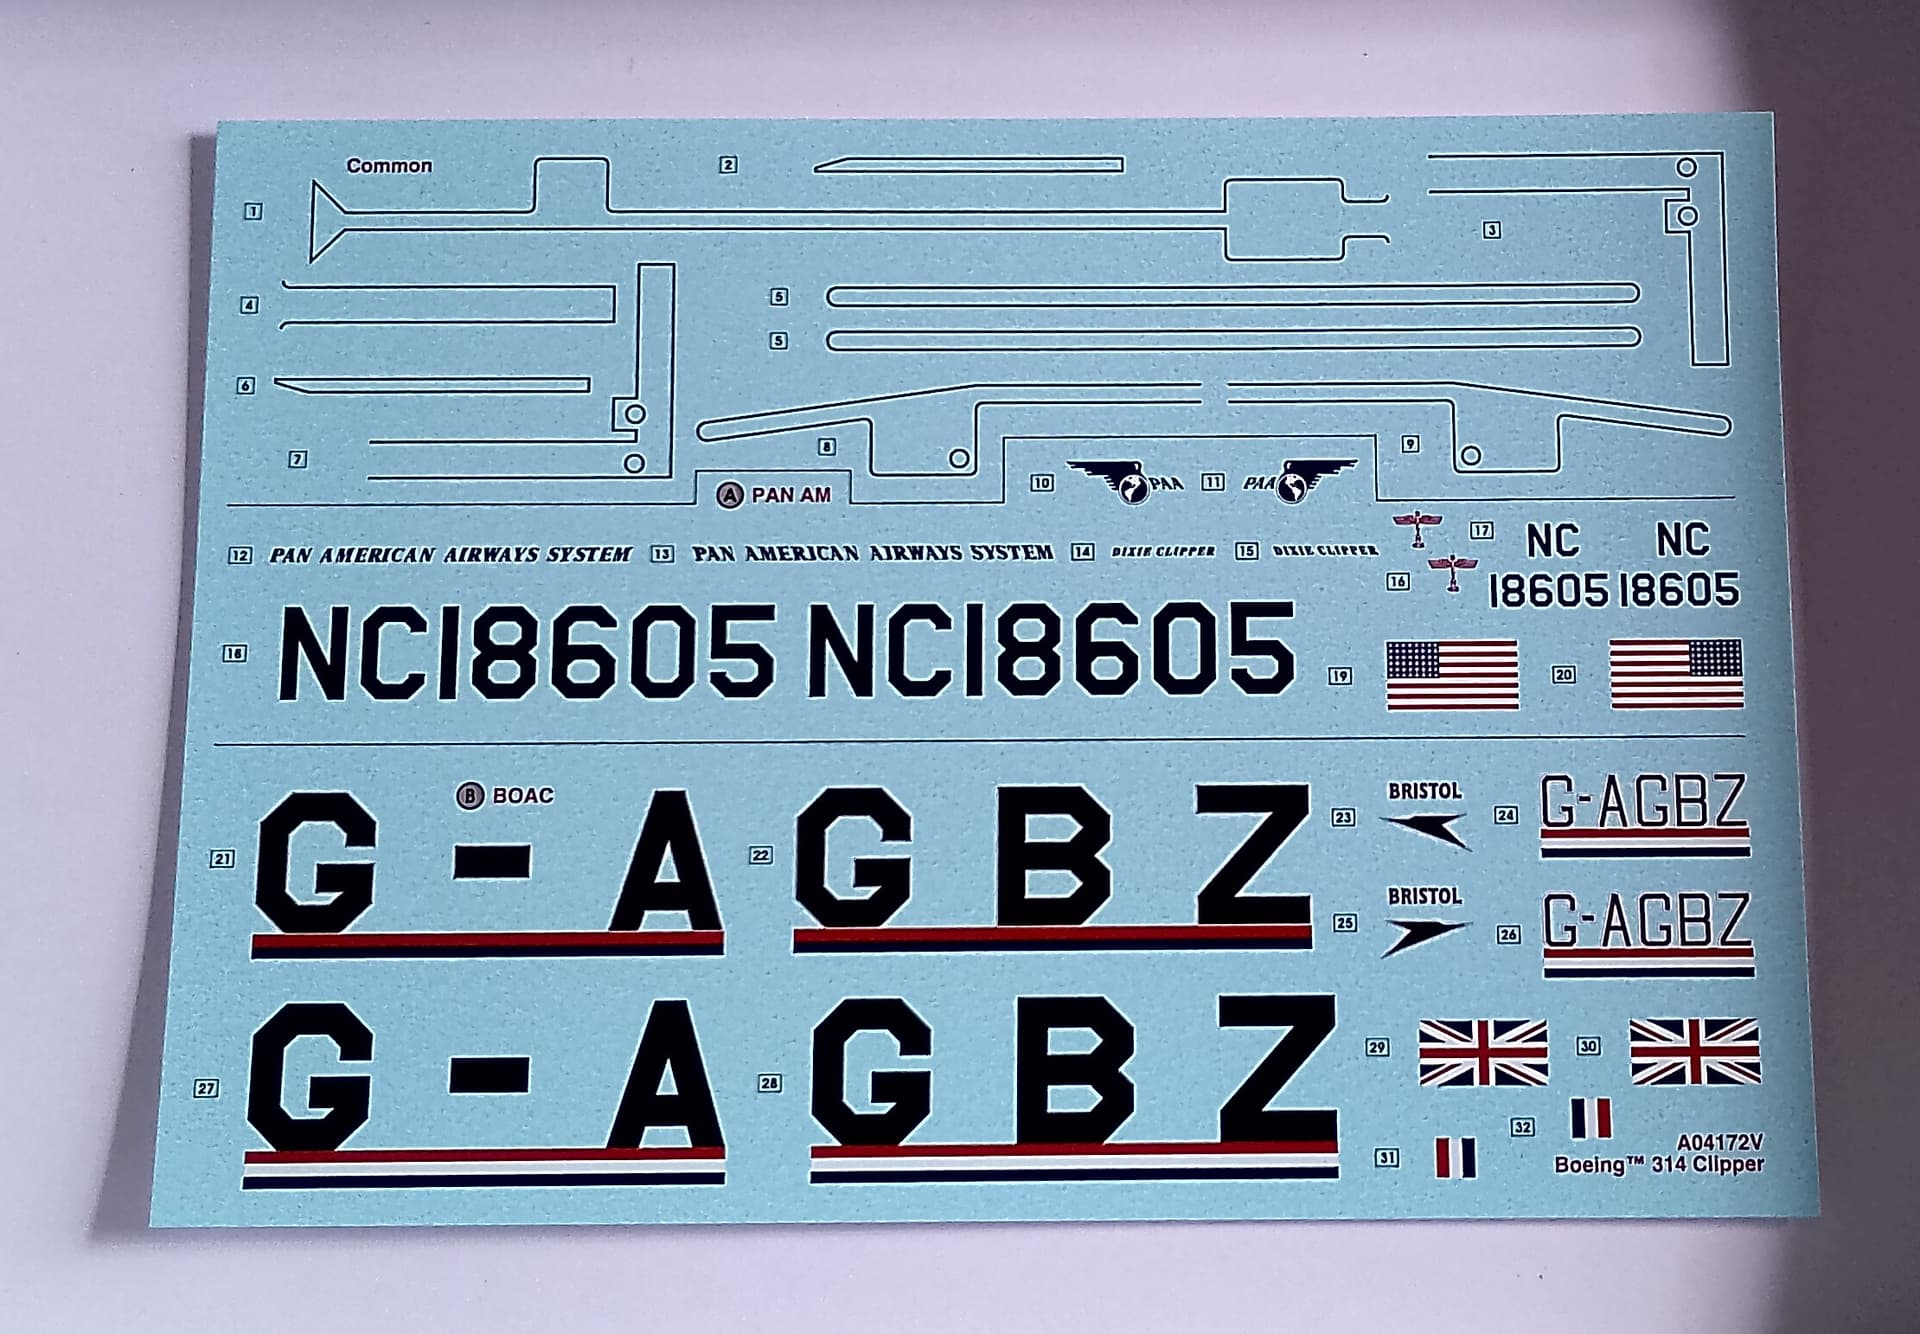 Common
1
2
3
4
5
5
6
7
8
9
10 PAA 11 PAA
A PAN AM
12 PAN AMERICAN AIRWAYS SYSTEM 13 PAN AMERICAN AIRWAYS SYSTEM 14 DIXIE CLIPPER 15 DIXIE CLIPPER
17 NC NC
16 18605 18605
18 NC18605 NC18605
19 20
B BOAC
21 G - A 22 G B Z
23 BRISTOL
24 G-AGBZ
25 BRISTOL
26 G-AGBZ
27 G - A 28 G B Z
29 30
31 32
A04172V
Boeing™ 314 Clipper